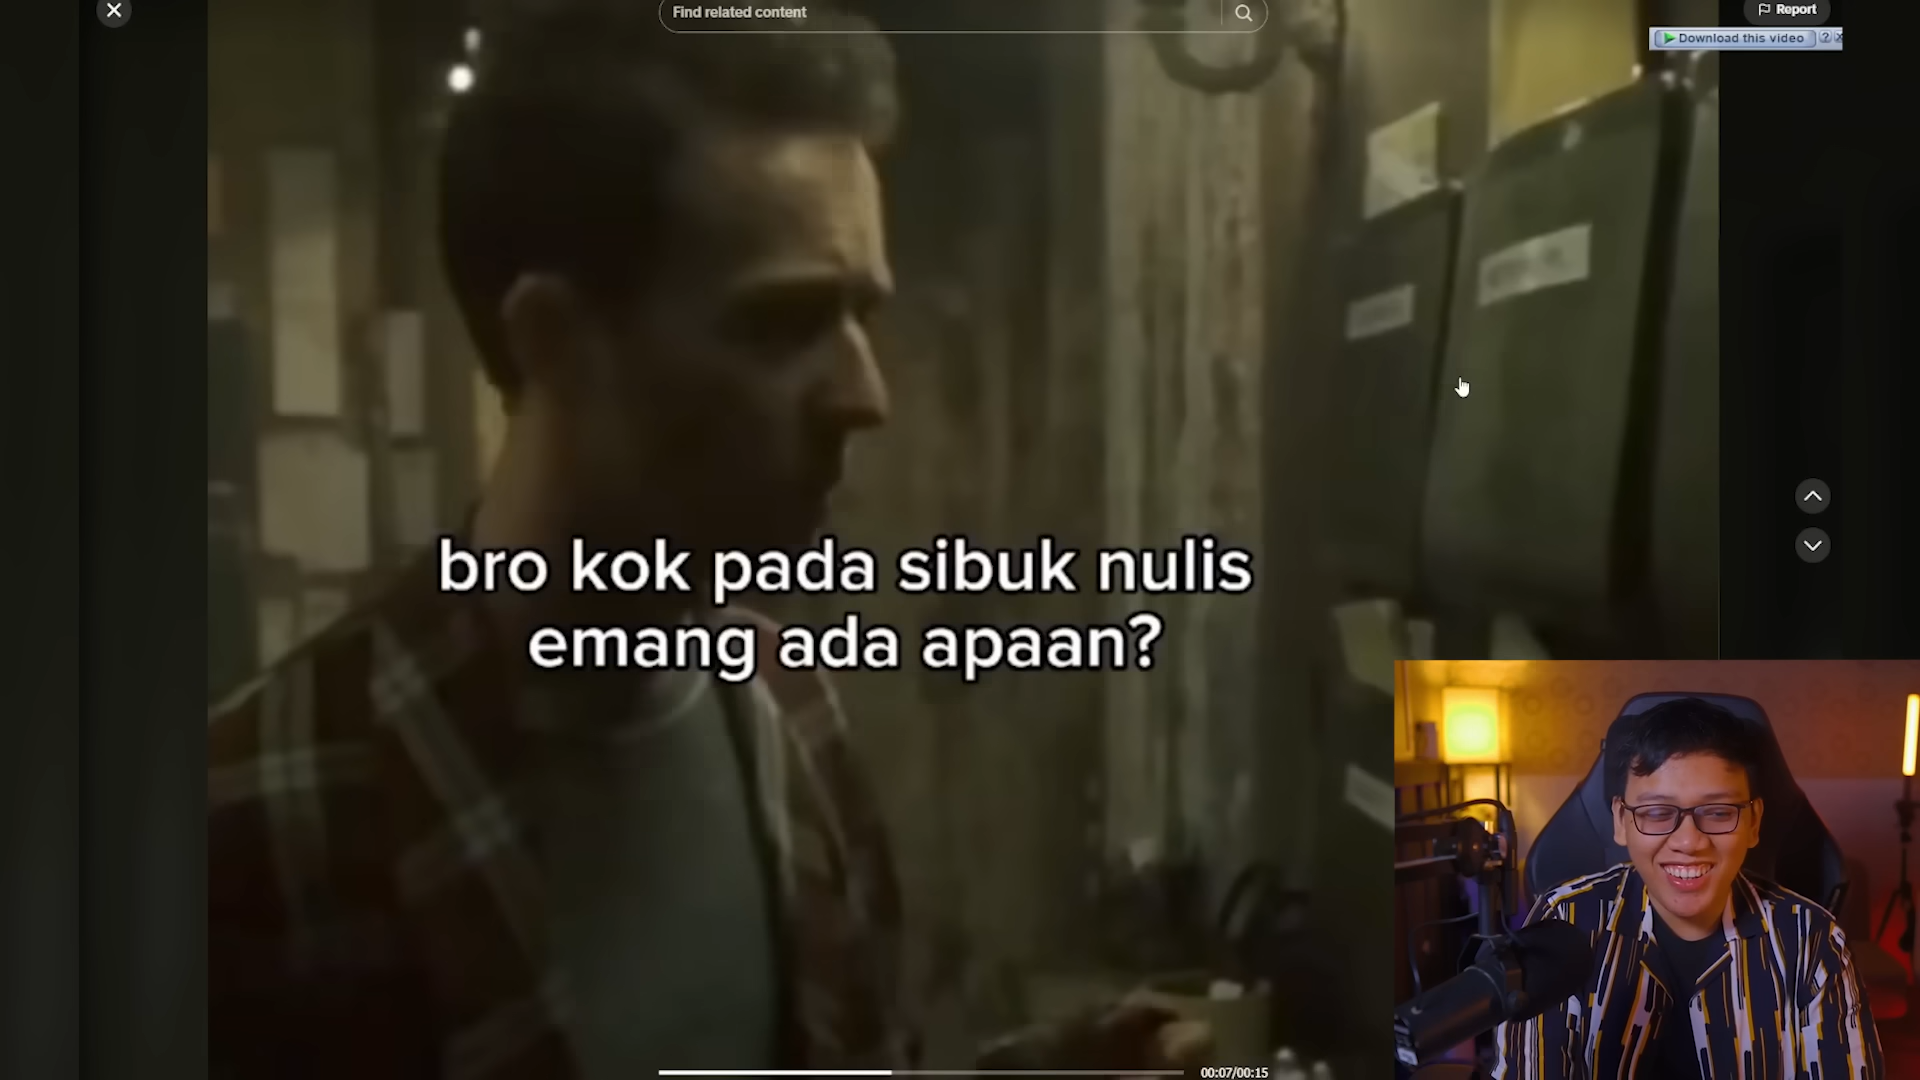 Find related content
Report
Download this video
bro kok pada sibuk nulis
emang ada apaan?
00:07/00:15